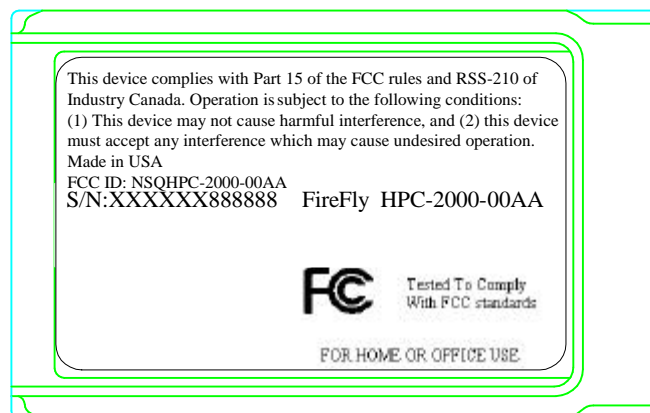 This device complies with Part 15 of the FCC rules and RSS-210 of
Industry Canada. Operation is subject to the following conditions:
(1) This device may not cause harmful interference, and (2) this device
must accept any interference which may cause undesired operation.
Made in USA
FCC ID: NSQHPC-2000-00AA
S/N:XXXXXX888888 FireFly HPC-2000-00AA
FC Tested To Comply
With FCC standards
FOR HOME OR OFFICE USE